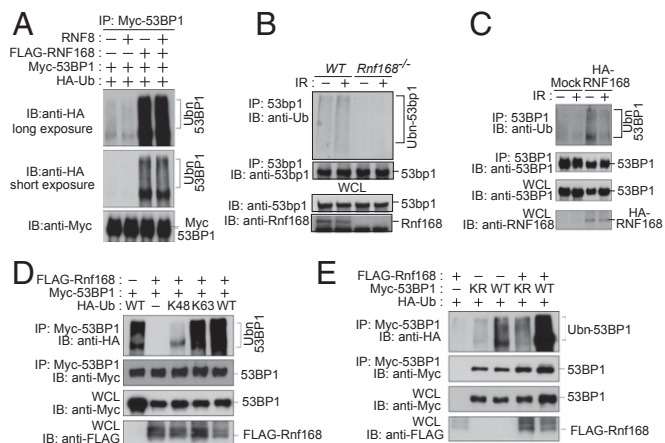 A
IP: Myc-53BP1
RNF8 : – + – +
FLAG-RNF168 : – – + +
Myc-53BP1 : + + + +
HA-Ub : + + + +
IB:anti-HA
long exposure
Ubn
53BP1
IB:anti-HA
short exposure
Ubn
53BP1
IB:anti-Myc
Myc
53BP1
B
WT Rnf168−/−
IR : – + – +
IP: 53bp1
IB: anti-Ub
Ubn-53bp1
IP: 53bp1
IB: anti-53bp1
53bp1
WCL
IB: anti-53bp1
53bp1
IB: anti-Rnf168
Rnf168
C
HA-
Mock RNF168
IR : – + – +
IP: 53BP1
IB: anti-Ub
Ubn
53BP1
IP: 53BP1
IB: anti-53BP1
53BP1
WCL
IB: anti-53BP1
53BP1
WCL
IB: anti-RNF168
HA-
RNF168
D
FLAG-Rnf168 : – + + + +
Myc-53BP1 : + + + + +
HA-Ub : WT – K48 K63 WT
IP: Myc-53BP1
IB: anti-HA
Ubn
53BP1
IP: Myc-53BP1
IB: anti-Myc
53BP1
WCL
IB: anti-Myc
53BP1
WCL
IB: anti-FLAG
FLAG-Rnf168
E
FLAG-Rnf168 : + – – + +
Myc-53BP1 : – KR WT KR WT
HA-Ub : + + + + +
IP: Myc-53BP1
IB: anti-HA
Ubn-53BP1
IP: Myc-53BP1
IB: anti-Myc
53BP1
WCL
IB: anti-Myc
53BP1
WCL
IB: anti-FLAG
FLAG-Rnf168